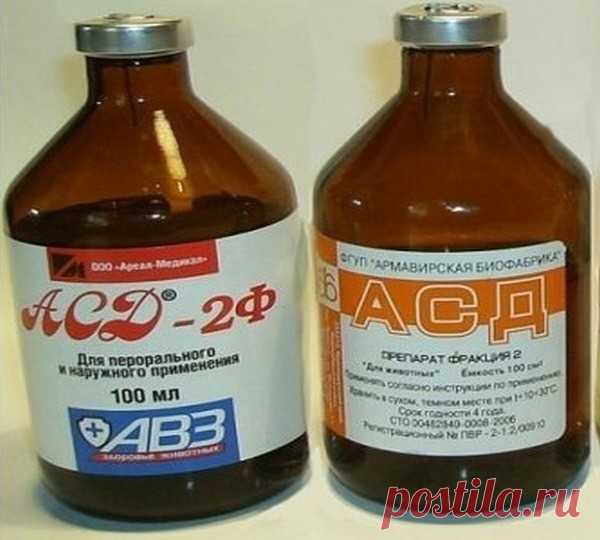 ООО «Ареал-Медикал»
АСД® - 2Ф
Для перорального
и наружного применения
100 мл
АВЗ
здоровье животных
ФГУП "АРМАВИРСКАЯ БИОФАБРИКА"
АСД
ПРЕПАРАТ ФРАКЦИЯ 2
"Для животных" Емкость 100 см³
Применять согласно инструкции по применению.
Хранить в сухом, темном месте при t+10+30°C.
Срок годности 4 года.
СТО 00482849-0008-2006
Регистрационный № ПВР - 2-1.2/00910
postila.ru